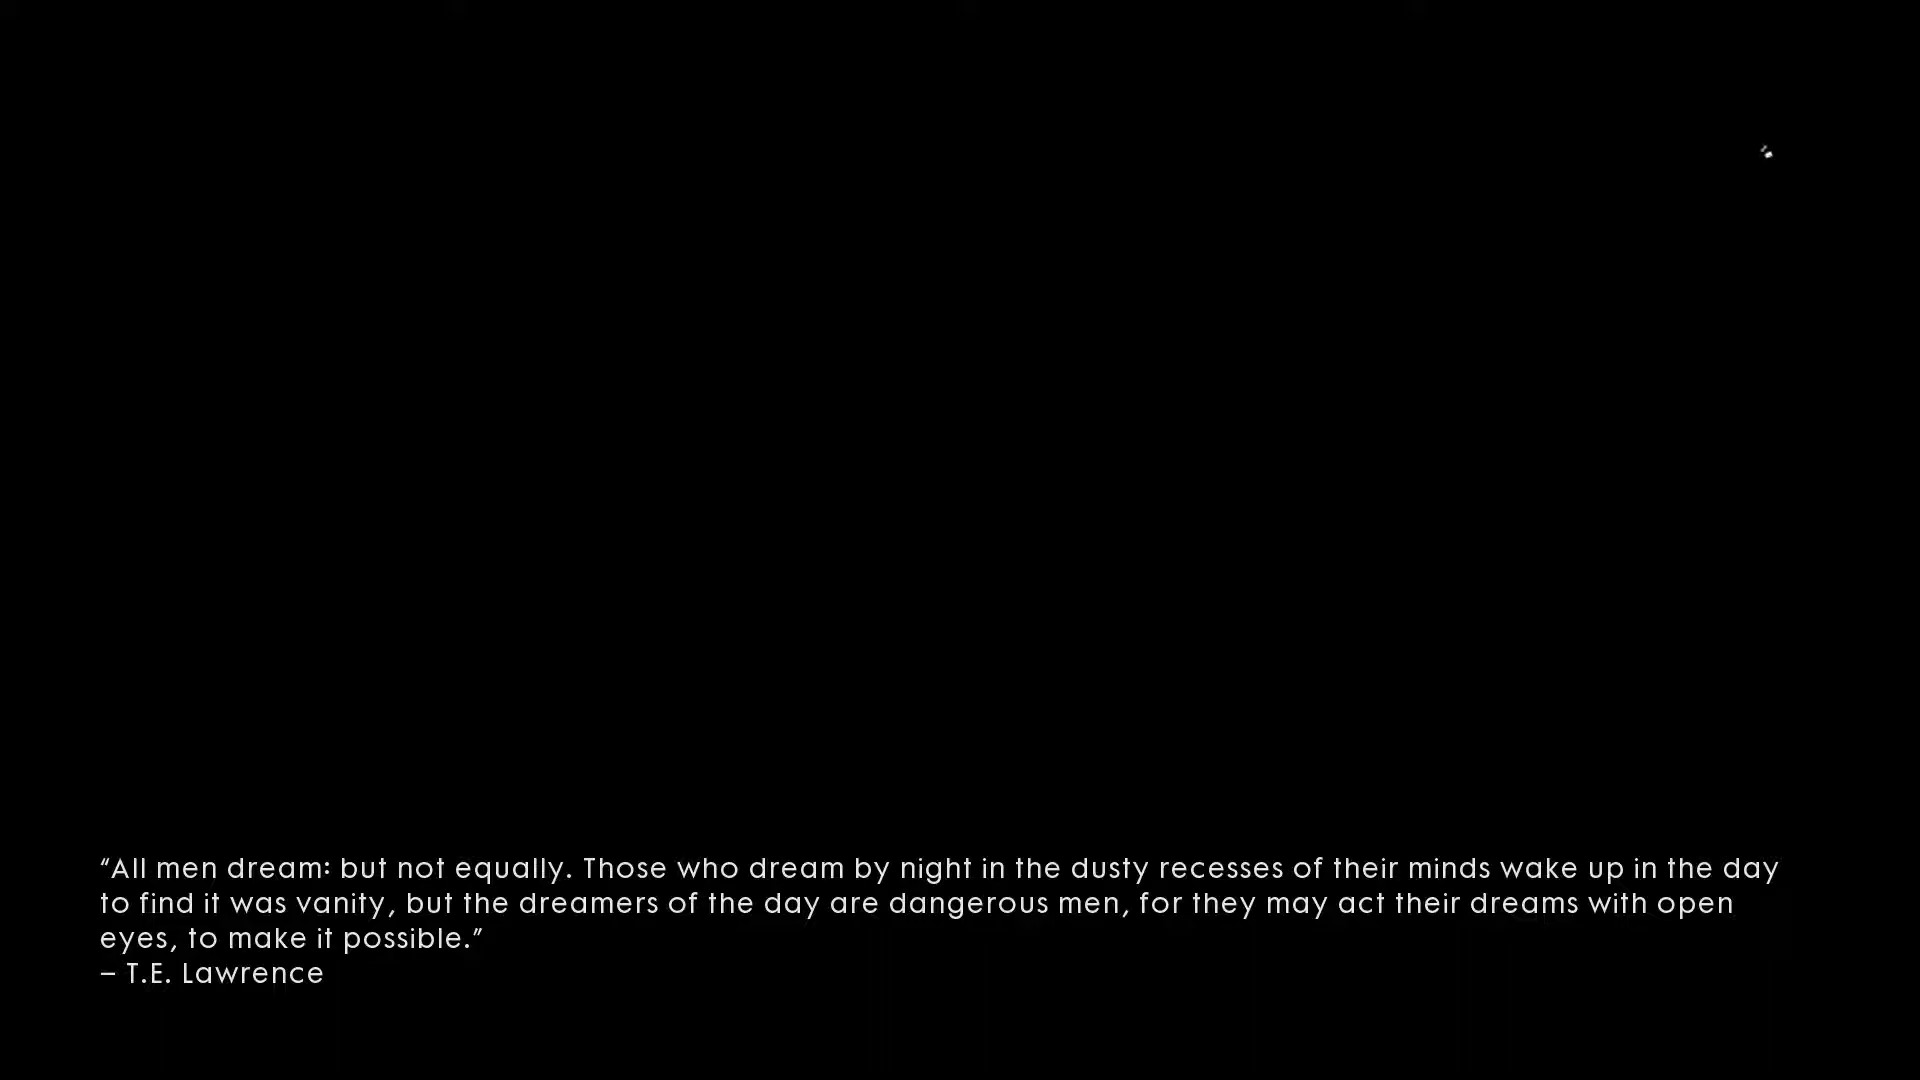 “All men dream: but not equally. Those who dream by night in the dusty recesses of their minds wake up in the day
to find it was vanity, but the dreamers of the day are dangerous men, for they may act their dreams with open
eyes, to make it possible.”
– T.E. Lawrence